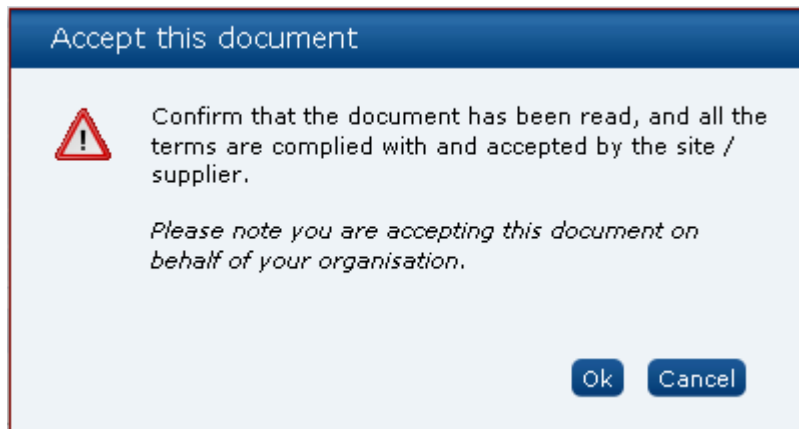 Accept this document
Confirm that the document has been read, and all the
terms are complied with and accepted by the site /
supplier.
Please note you are accepting this document on
behalf of your organisation.
Ok Cancel